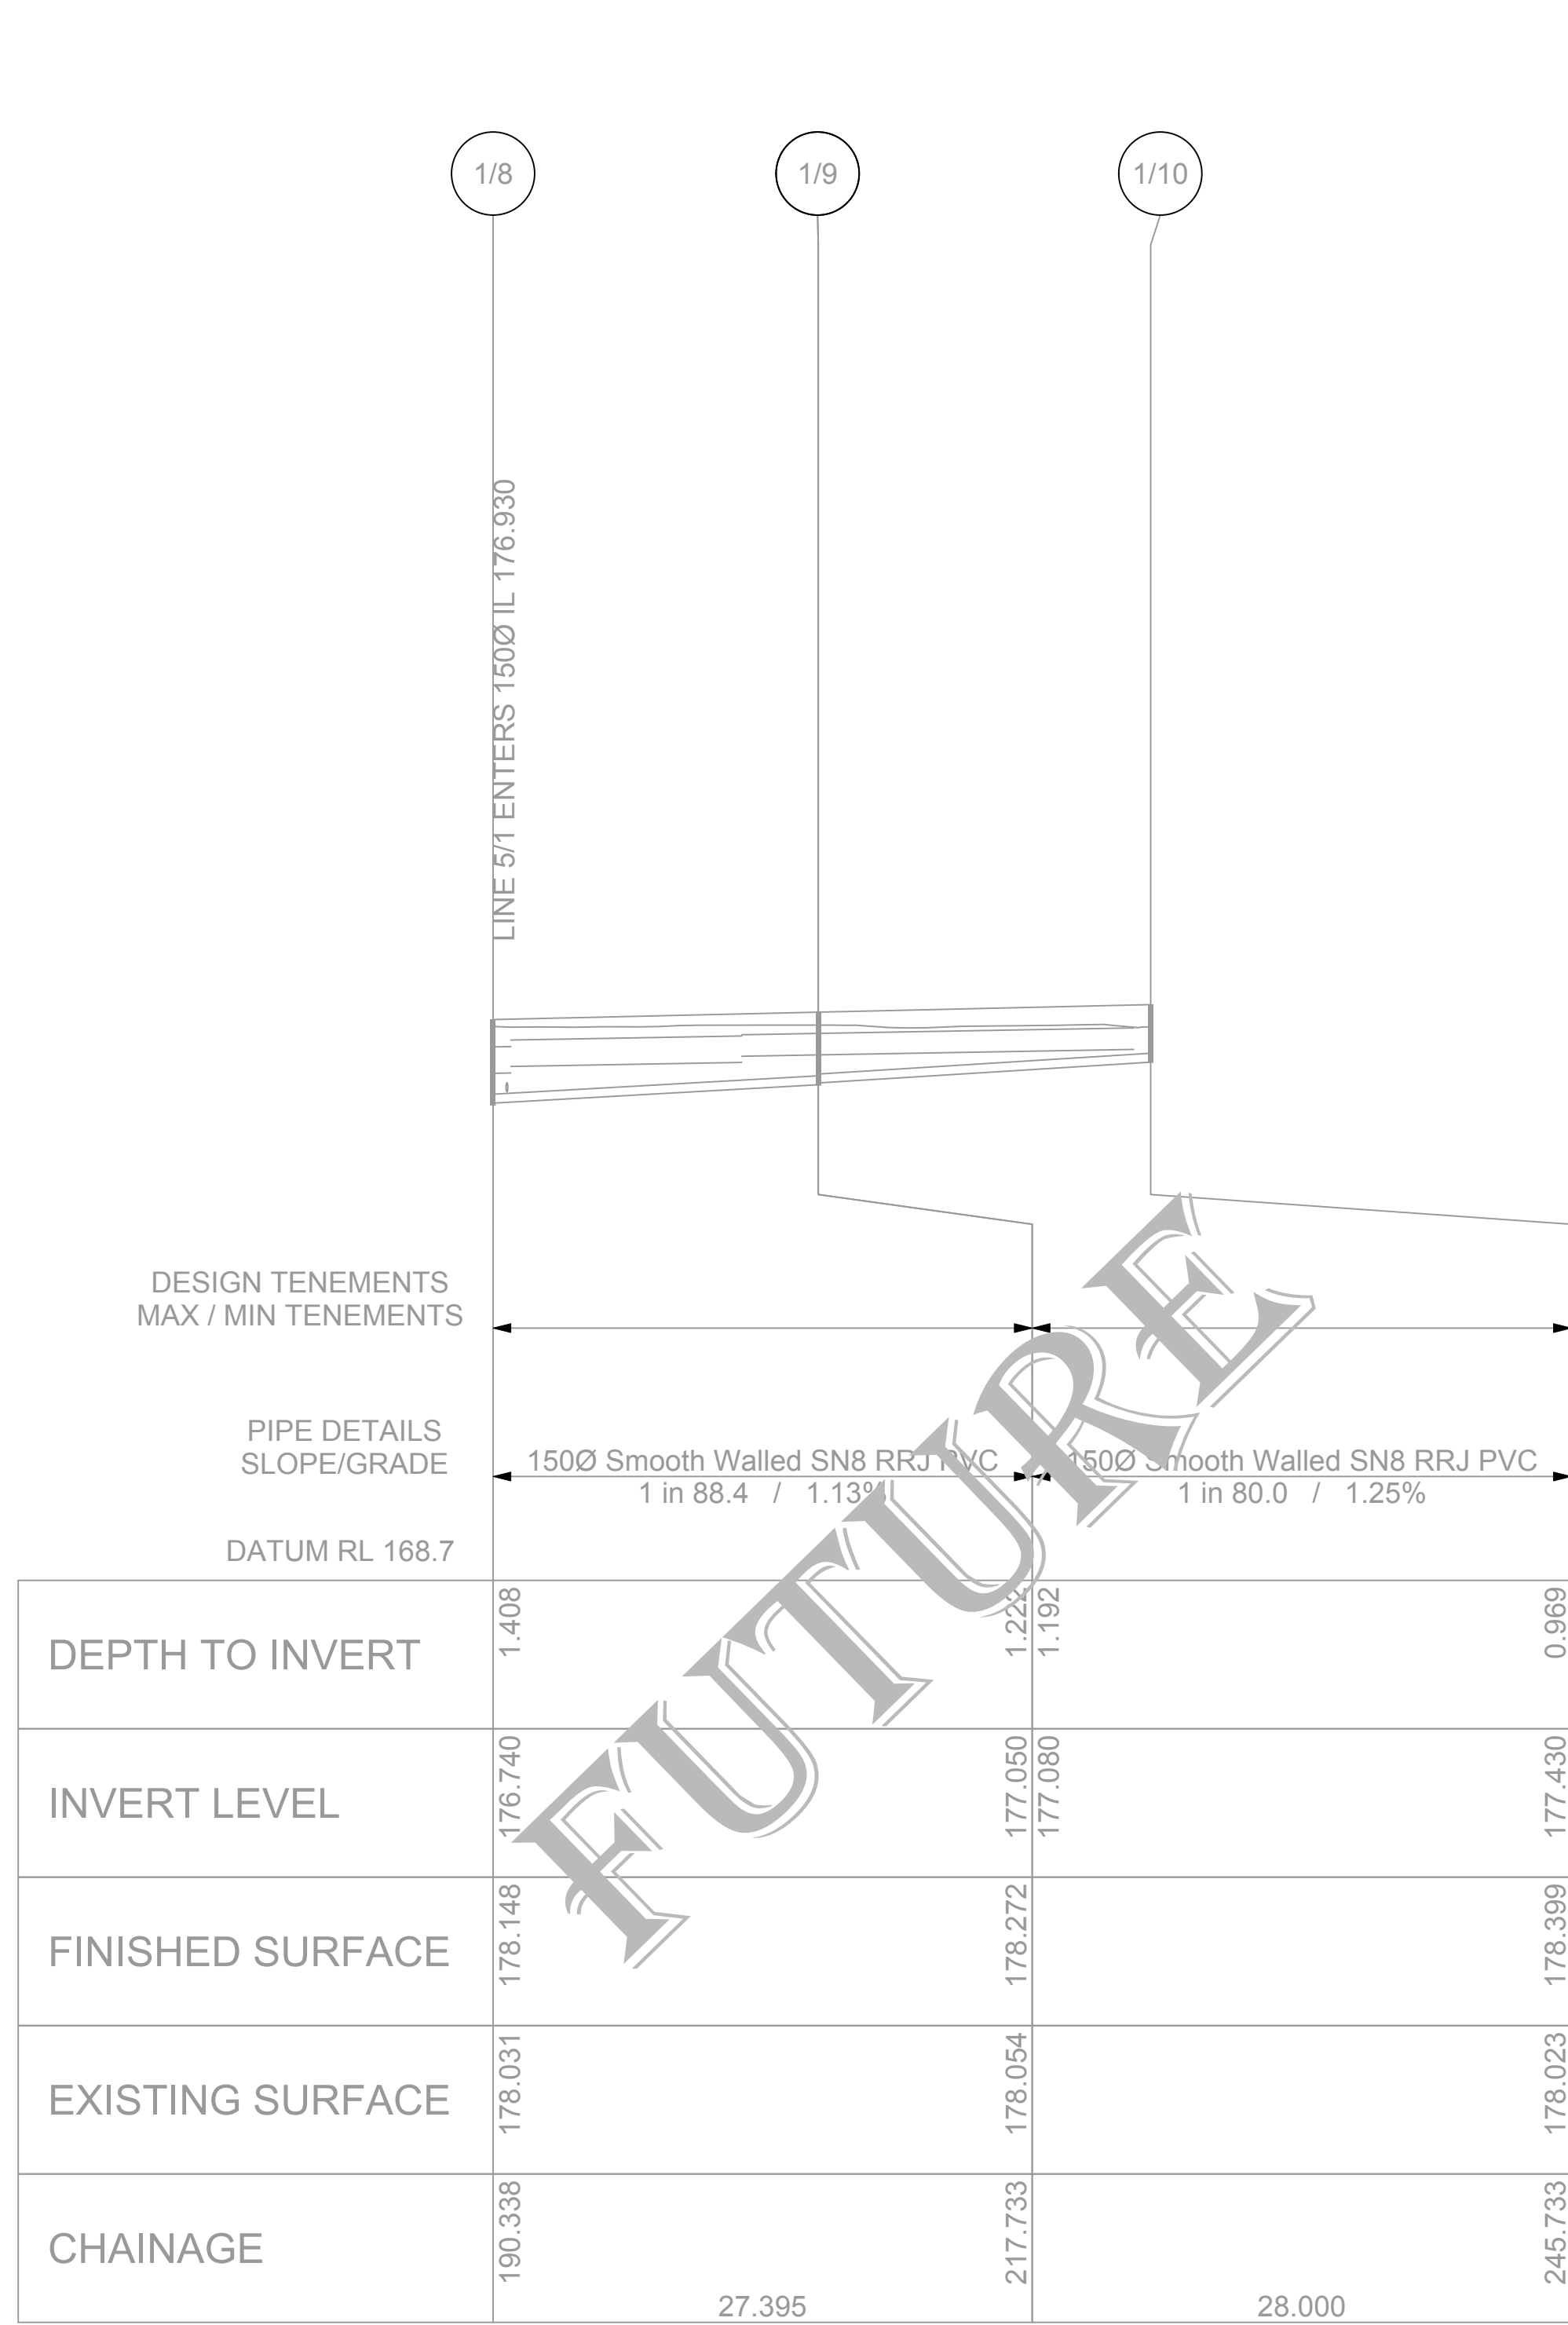 1/8
1/9
1/10
LINE 5/1 ENTERS 150Ø IL 176.930
DESIGN TENEMENTS
MAX / MIN TENEMENTS
PIPE DETAILS
SLOPE/GRADE
150Ø Smooth Walled SN8 RRJ PVC
1 in 88.4 / 1.13%
150Ø Smooth Walled SN8 RRJ PVC
1 in 80.0 / 1.25%
DATUM RL 168.7
FUTURE
DEPTH TO INVERT
1.408
1.222
1.192
0.969
INVERT LEVEL
176.740
177.050
177.080
177.430
FINISHED SURFACE
178.148
178.272
178.399
EXISTING SURFACE
178.031
178.054
178.023
CHAINAGE
190.338
217.733
245.733
27.395
28.000